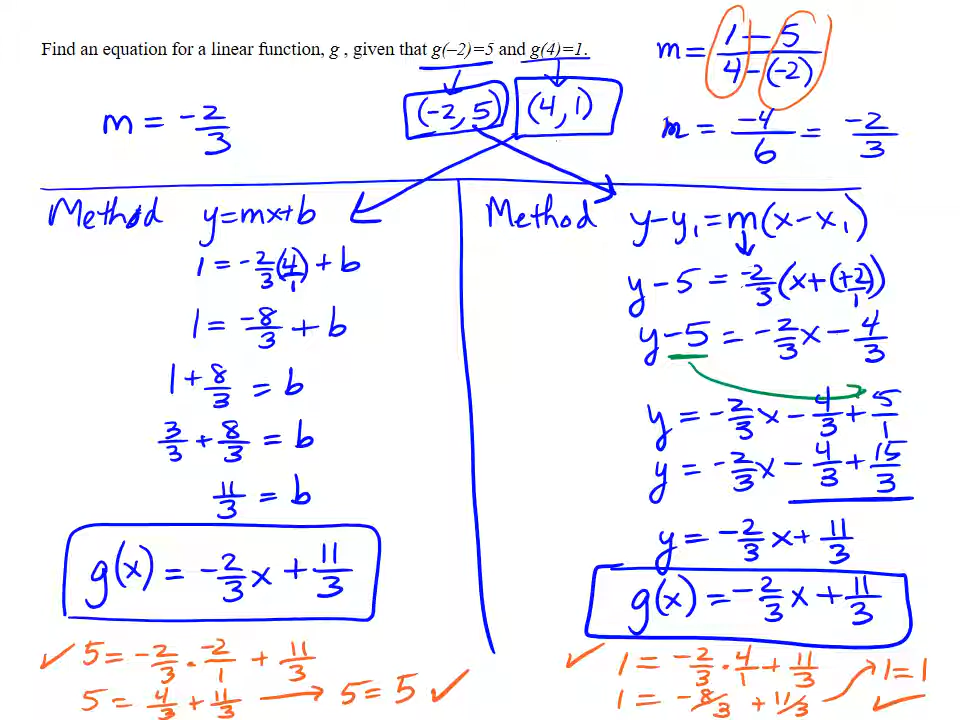 Find an equation for a linear function, g , given that g(–2)=5 and g(4)=1.
m = (1 – 5)/(4 – (-2))
(-2, 5) (4, 1)
m = -2/3
m = -4/6 = -2/3
Method y=mx+b
1 = -2/3(4/1) + b
1 = -8/3 + b
1 + 8/3 = b
3/3 + 8/3 = b
11/3 = b
g(x) = -2/3x + 11/3
✓ 5 = -2/3 · -2/1 + 11/3
5 = 4/3 + 11/3 → 5 = 5 ✓
Method y – y₁ = m(x – x₁)
y – 5 = -2/3(x + (+2/1))
y – 5 = -2/3x – 4/3
y = -2/3x – 4/3 + 5/1
y = -2/3x – 4/3 + 15/3
y = -2/3x + 11/3
g(x) = -2/3x + 11/3
✓ 1 = -2/3 · 4/1 + 11/3
1 = -8/3 + 11/3 → 1 = 1 ✓